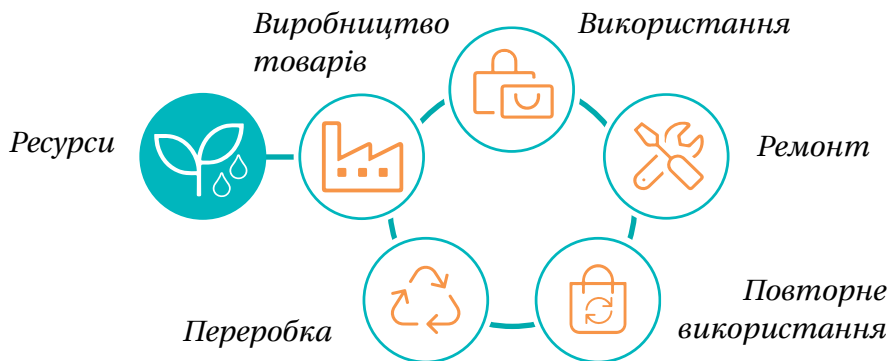 Виробництво
товарів
Використання
Ресурси
Ремонт
Повторне
використання
Переробка